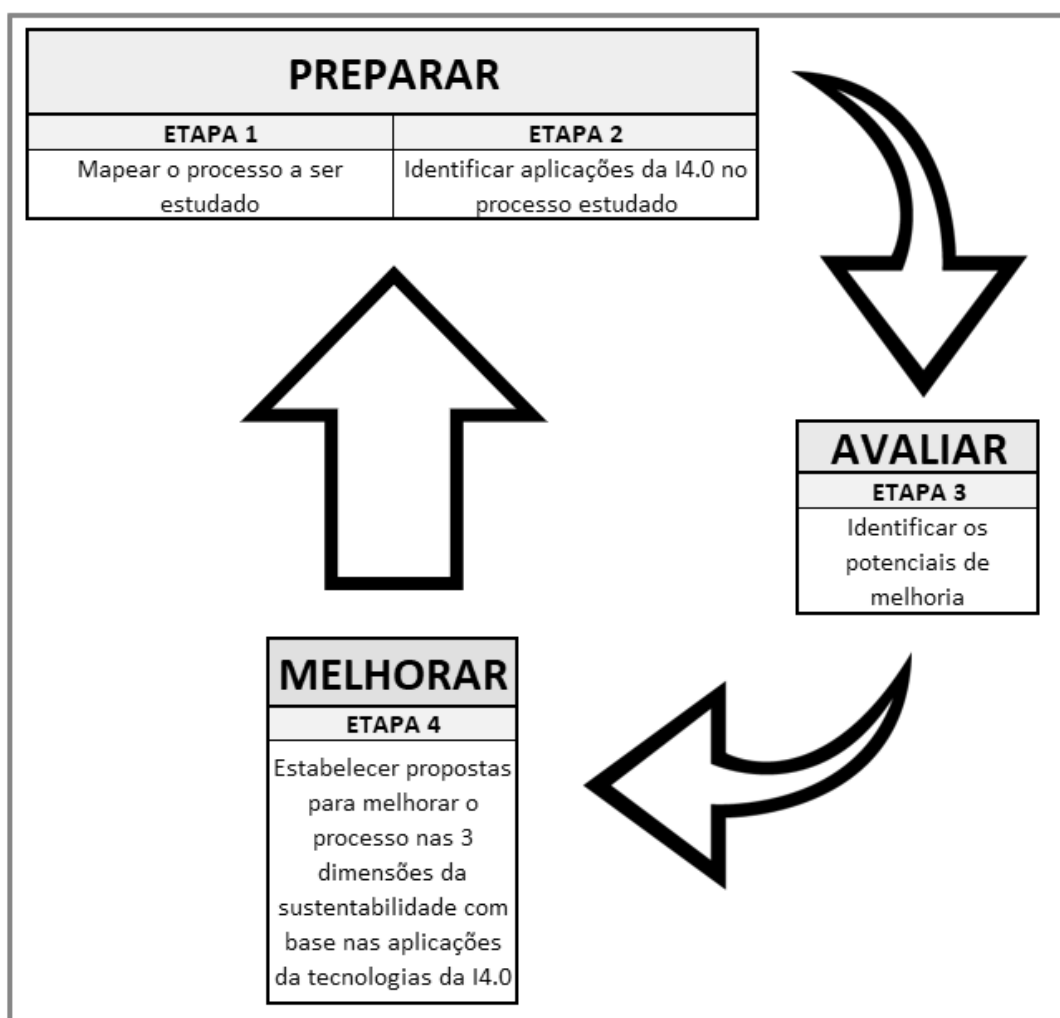 PREPARAR
ETAPA 1
ETAPA 2
Mapear o processo a ser
estudado
Identificar aplicações da I4.0 no
processo estudado
AVALIAR
ETAPA 3
Identificar os
potenciais de
melhoria
MELHORAR
ETAPA 4
Estabelecer propostas
para melhorar o
processo nas 3
dimensões da
sustentabilidade com
base nas aplicações
da tecnologias da I4.0